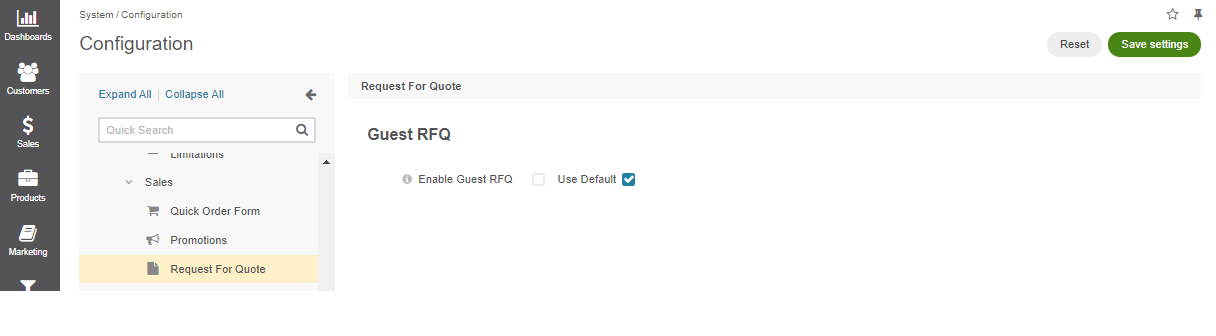 Dashboards
Customers
Sales
Products
Marketing
System / Configuration
Configuration
Reset
Save settings
Expand All
Collapse All
Quick Search
Limitations
Sales
Quick Order Form
Promotions
Request For Quote
Request For Quote
Guest RFQ
Enable Guest RFQ
Use Default